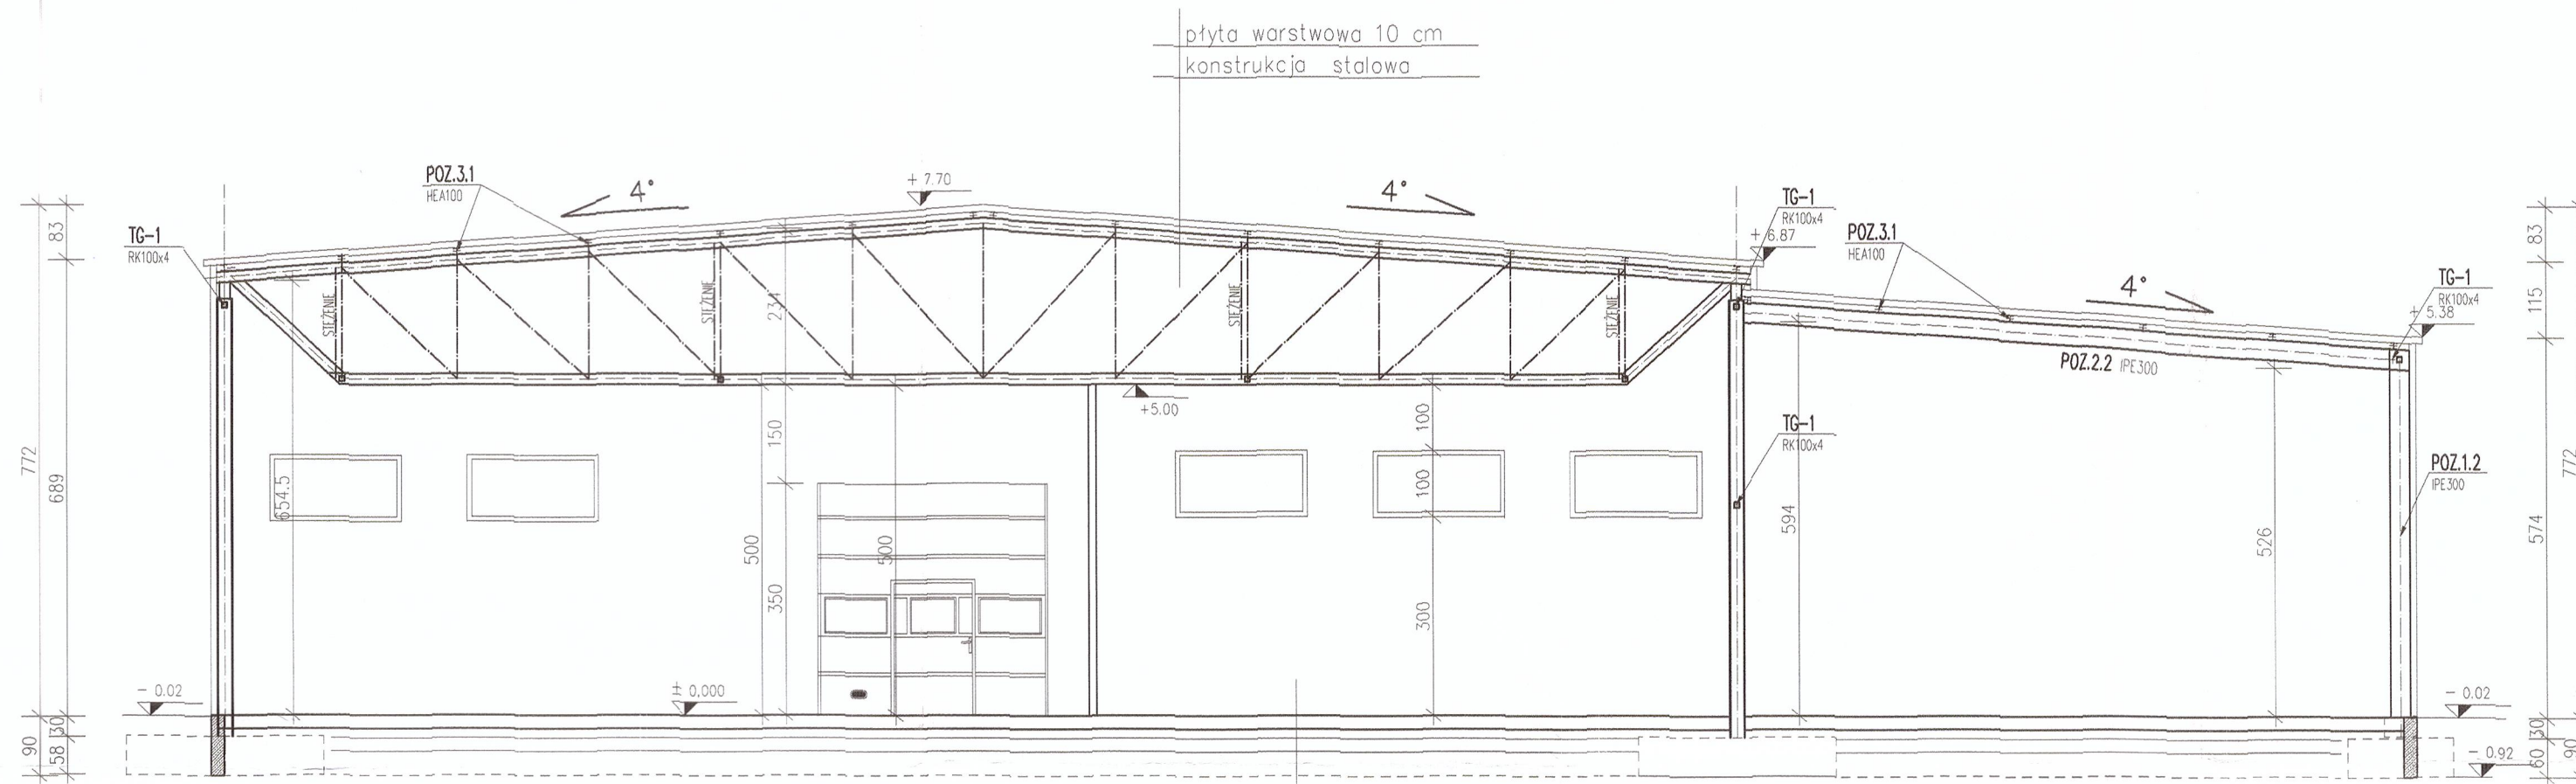 płyta warstwowa 10 cm
konstrukcja stalowa
POZ.3.1
HEA100
4°
+ 7.70
4°
TG-1
RK100x4
+ 6.87
POZ.3.1
HEA100
4°
TG-1
RK100x4
+ 5.38
TG-1
RK100x4
83
83
115
STĘŻENIE
STĘŻENIE
STĘŻENIE
STĘŻENIE
231
POZ.2.2 IPE300
+5.00
772
689
654.5
150
500
350
500
100
100
300
TG-1
RK100x4
594
526
POZ.1.2
IPE300
574
772
- 0.02
± 0,000
- 0.02
90
58
30
60
30
90
- 0.92